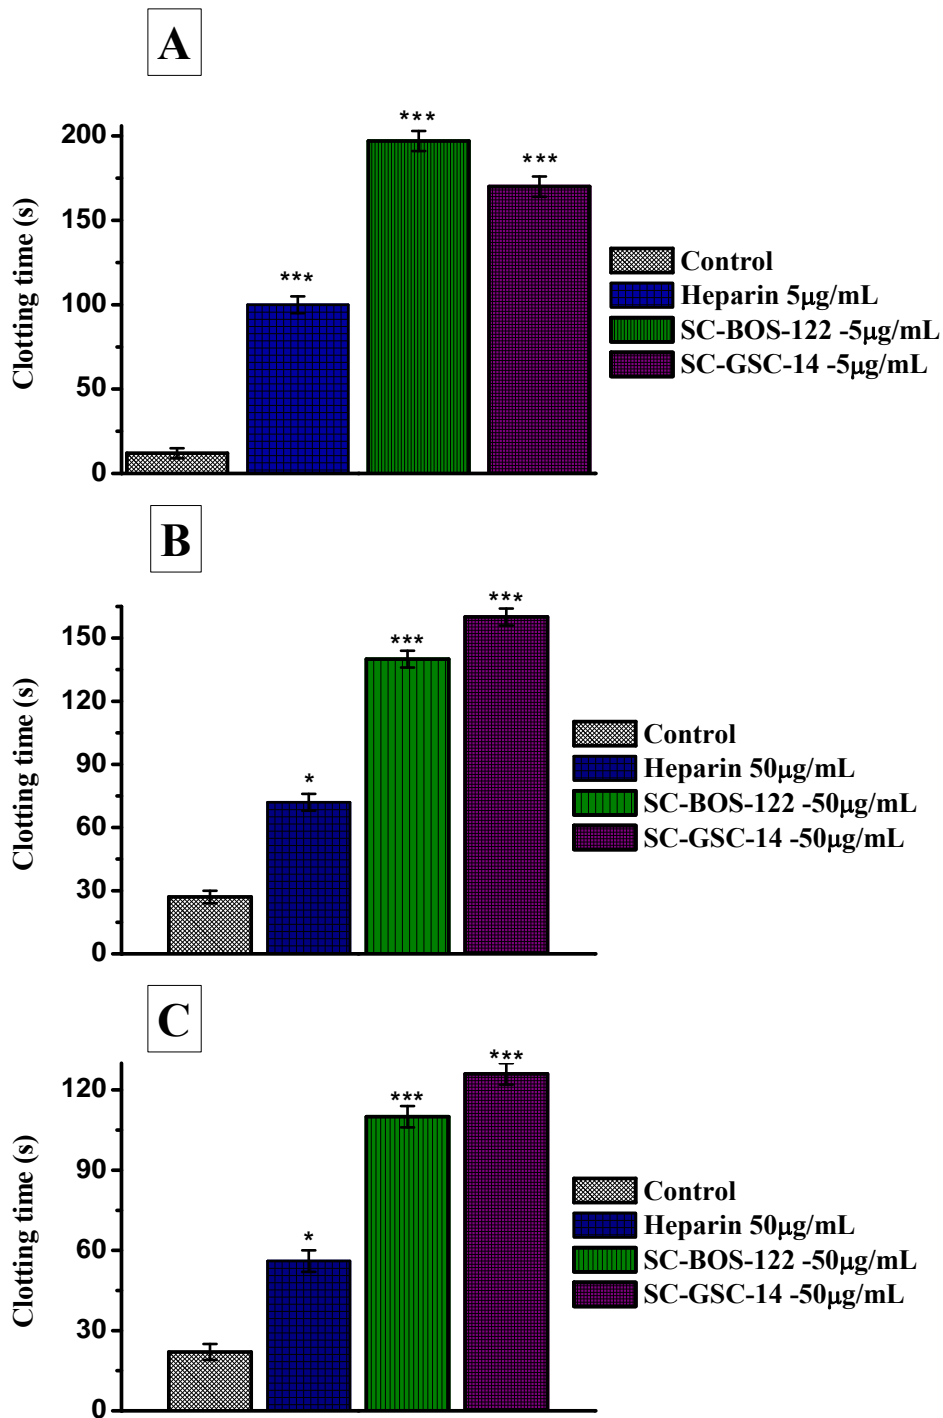 A
Clotting time (s)
200
150
100
50
0
***
***
***
Control
Heparin 5μg/mL
SC-BOS-122 -5μg/mL
SC-GSC-14 -5μg/mL
B
Clotting time (s)
150
120
90
60
30
0
*
***
***
Control
Heparin 50μg/mL
SC-BOS-122 -50μg/mL
SC-GSC-14 -50μg/mL
C
Clotting time (s)
120
90
60
30
0
*
***
***
Control
Heparin 50μg/mL
SC-BOS-122 -50μg/mL
SC-GSC-14 -50μg/mL